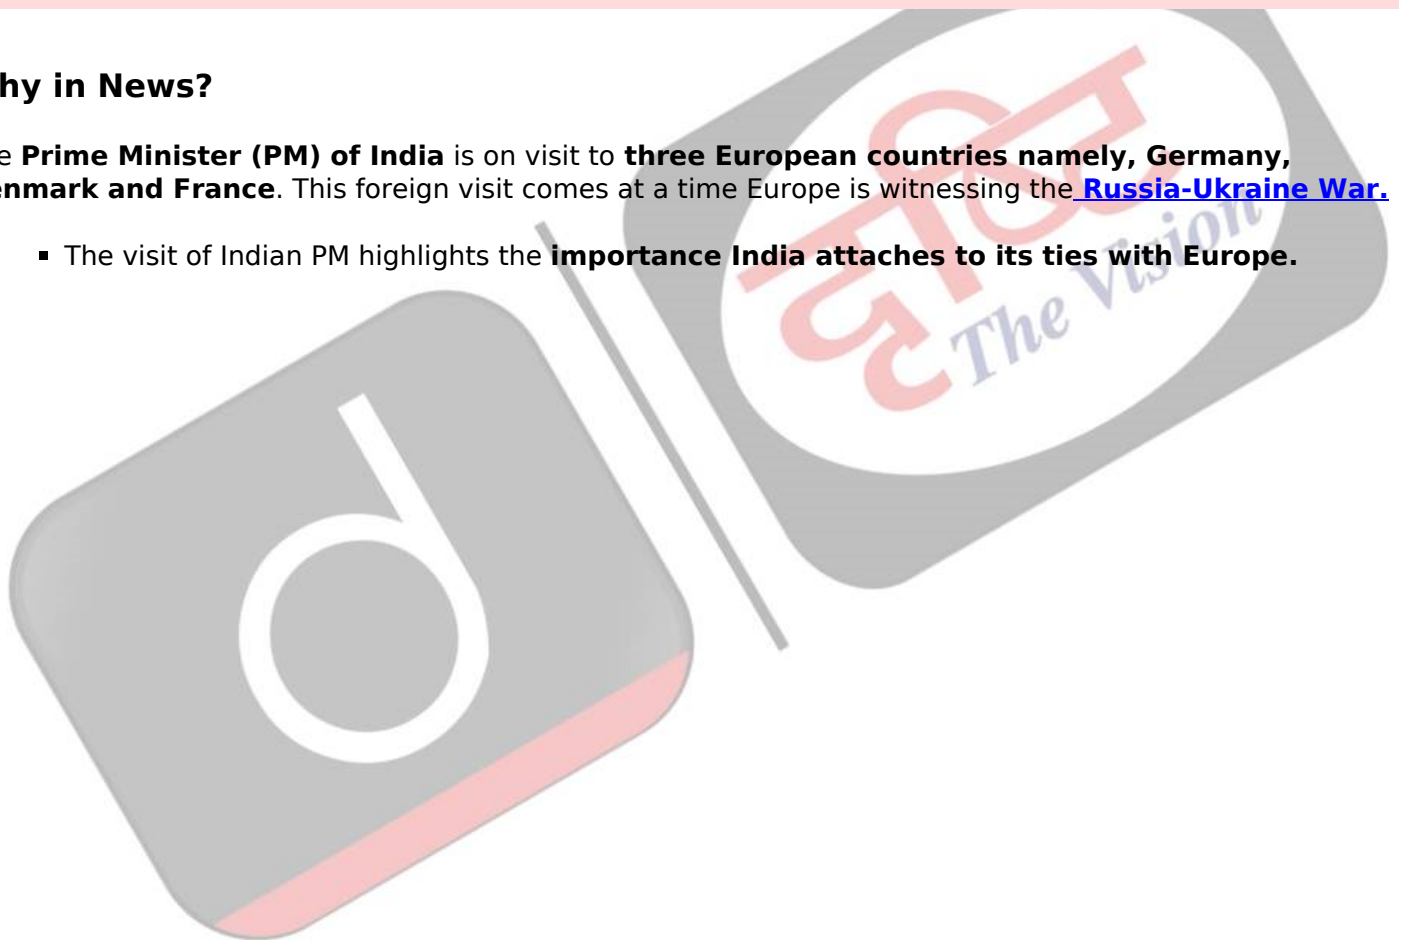 hy in News?
e Prime Minister (PM) of India is on visit to three European countries namely, Germany,
enmark and France. This foreign visit comes at a time Europe is witnessing the Russia-Ukraine War.
The visit of Indian PM highlights the importance India attaches to its ties with Europe.
दृष्टि
The Vision
d